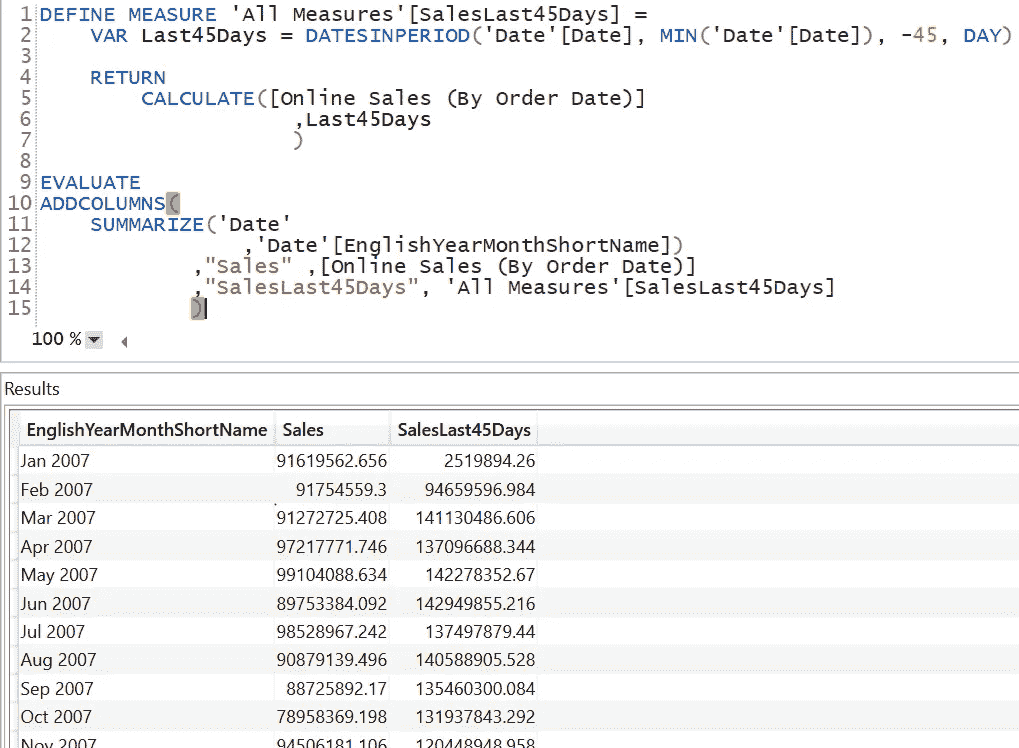 1 DEFINE MEASURE 'All Measures'[SalesLast45Days] =
2 VAR Last45Days = DATESINPERIOD('Date'[Date], MIN('Date'[Date]), -45, DAY)
3
4 RETURN
5 CALCULATE([Online Sales (By Order Date)]
6 ,Last45Days
7 )
8
9 EVALUATE
10 ADDCOLUMNS(
11 SUMMARIZE('Date'
12 ,'Date'[EnglishYearMonthShortName])
13 ,"Sales" ,[Online Sales (By Order Date)]
14 ,"SalesLast45Days", 'All Measures'[SalesLast45Days]
15 )
100 %
Results
EnglishYearMonthShortName Sales SalesLast45Days
Jan 2007 91619562.656 2519894.26
Feb 2007 91754559.3 94659596.984
Mar 2007 91272725.408 141130486.606
Apr 2007 97217771.746 137096688.344
May 2007 99104088.634 142278352.67
Jun 2007 89753384.092 142949855.216
Jul 2007 98528967.242 137497879.44
Aug 2007 90879139.496 140588905.528
Sep 2007 88725892.17 135460300.084
Oct 2007 78958369.198 131937843.292
Nov 2007 94506181.106 120448948.958